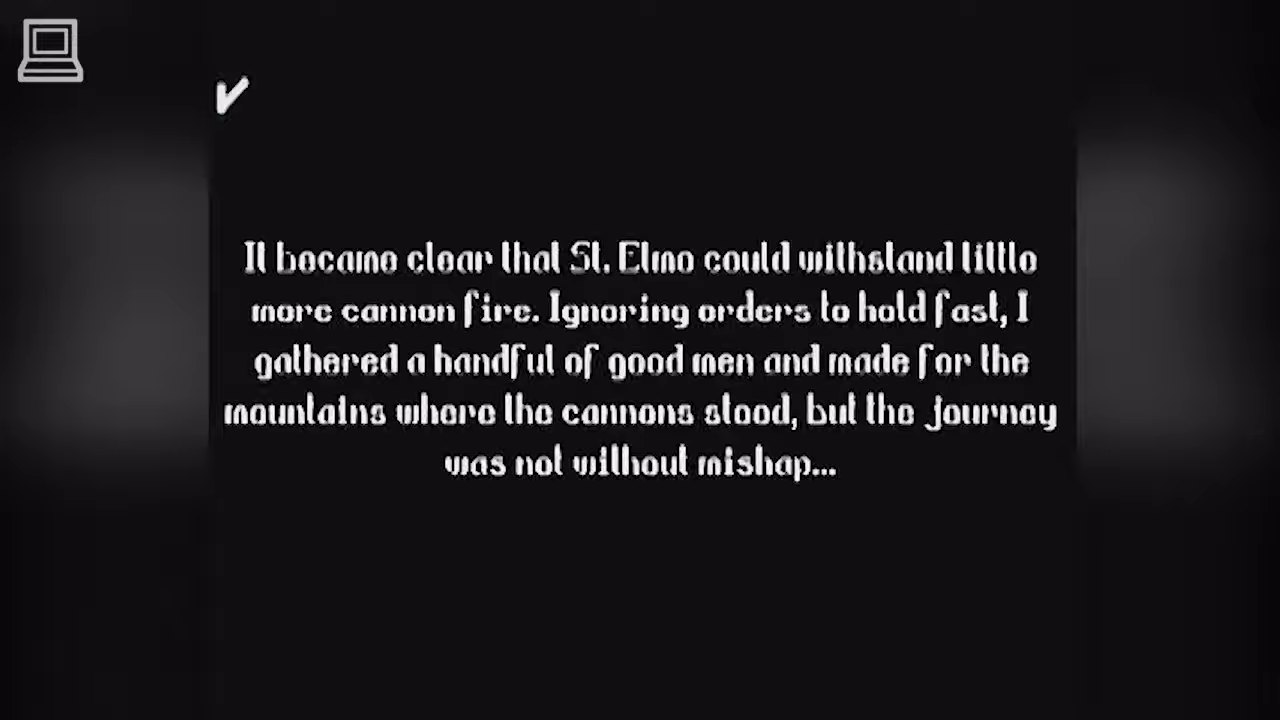 It became clear that St. Elmo could withstand little
more cannon fire. Ignoring orders to hold fast, I
gathered a handful of good men and made for the
mountains where the cannons stood, but the journey
was not without mishap...